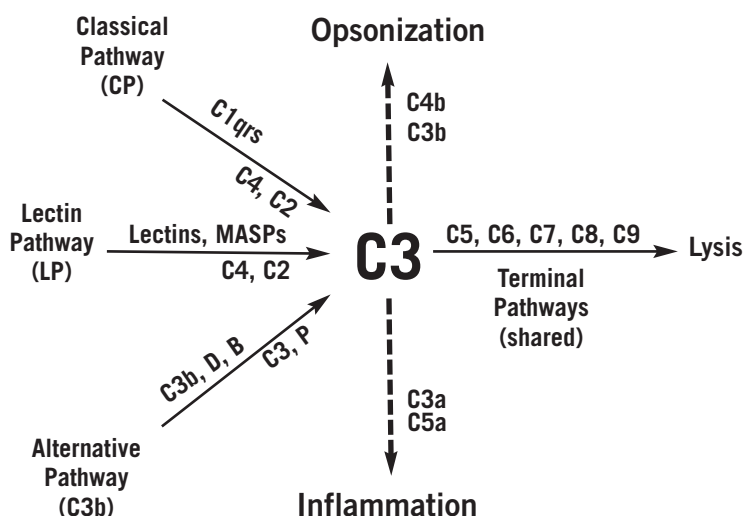 Classical
Pathway
(CP)
Opsonization
C1qrs
C4, C2
C4b
C3b
Lectin
Pathway
(LP)
Lectins, MASPs
C4, C2
C3
C5, C6, C7, C8, C9
Lysis
Terminal
Pathways
(shared)
C3b, D, B
C3, P
C3a
C5a
Alternative
Pathway
(C3b)
Inflammation